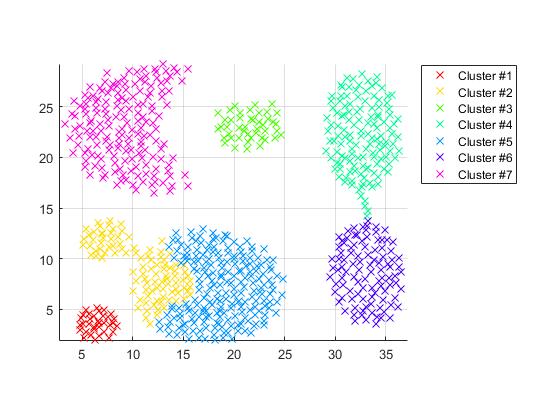 25
20
15
10
5
5 10 15 20 25 30 35
Cluster #1
Cluster #2
Cluster #3
Cluster #4
Cluster #5
Cluster #6
Cluster #7